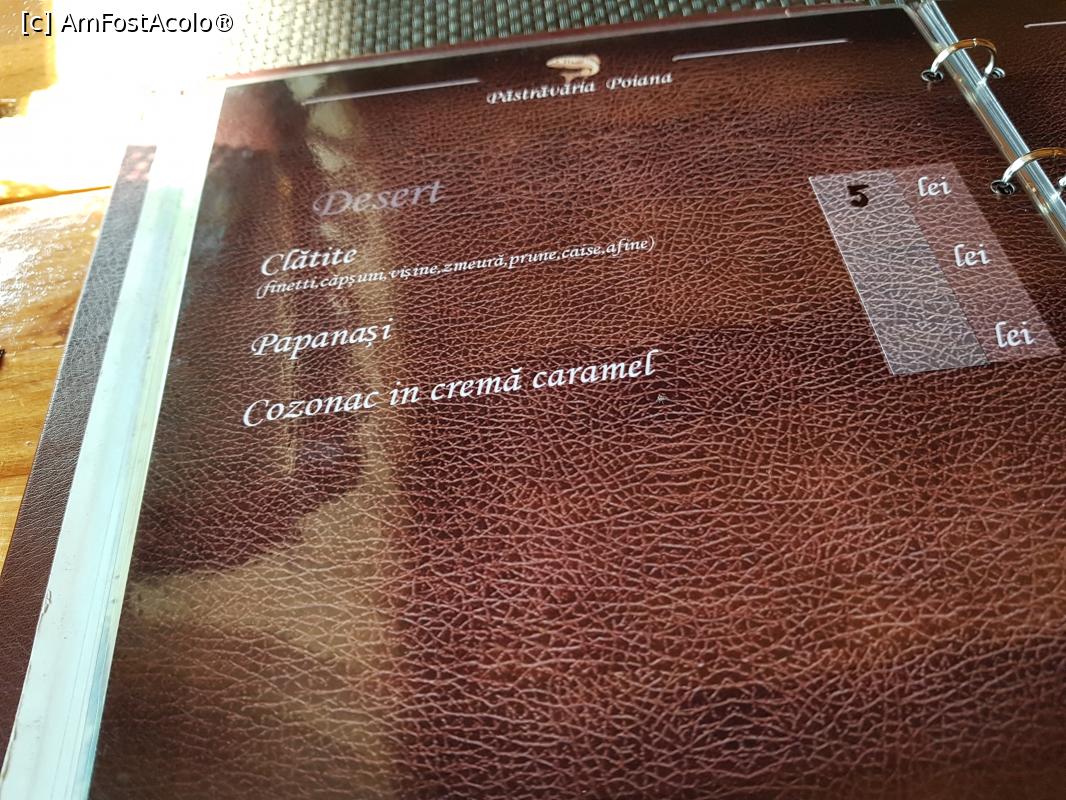 [c] AmFostAcolo®
Păstrăvăria Poiana
Desert
Clătite 5 lei
(finetti,căpșuni,vișine,zmeură,prune,caise,afine)
Papanași lei
Cozonac in cremă caramel lei